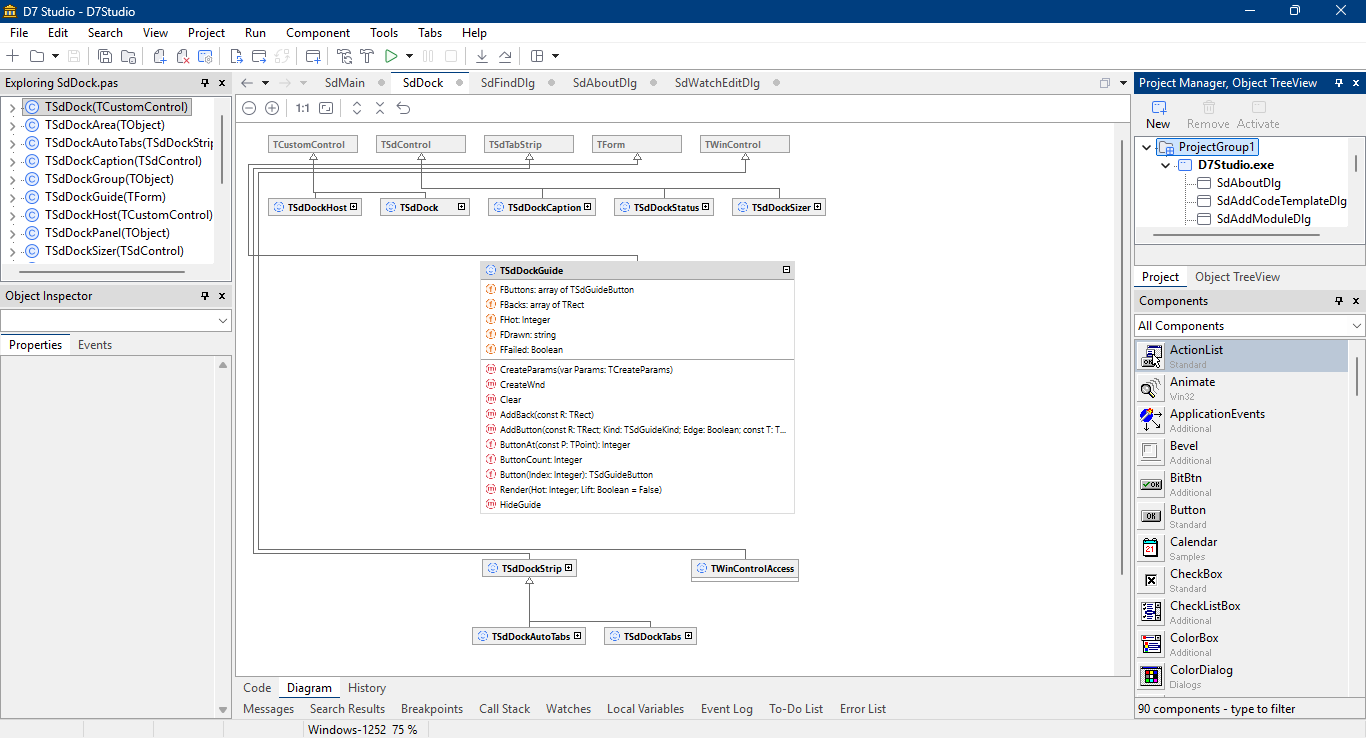 D7 Studio - D7Studio
File Edit Search View Project Run Component Tools Tabs Help
Exploring SdDock.pas
TSdDock(TCustomControl)
TSdDockArea(TObject)
TSdDockAutoTabs(TSdDockStrip
TSdDockCaption(TSdControl)
TSdDockGroup(TObject)
TSdDockGuide(TForm)
TSdDockHost(TCustomControl)
TSdDockPanel(TObject)
TSdDockSizer(TSdControl)
Object Inspector
Properties Events
SdMain SdDock SdFindDlg SdAboutDlg SdWatchEditDlg
1:1
TCustomControl TSdControl TSdTabStrip TForm TWinControl
TSdDockHost TSdDock TSdDockCaption TSdDockStatus TSdDockSizer
TSdDockGuide
FButtons: array of TSdGuideButton
FBacks: array of TRect
FHot: Integer
FDrawn: string
FFailed: Boolean
CreateParams(var Params: TCreateParams)
CreateWnd
Clear
AddBack(const R: TRect)
AddButton(const R: TRect; Kind: TSdGuideKind; Edge: Boolean; const T: T...
ButtonAt(const P: TPoint): Integer
ButtonCount: Integer
Button(Index: Integer): TSdGuideButton
Render(Hot: Integer; Lift: Boolean = False)
HideGuide
TSdDockStrip TWinControlAccess
TSdDockAutoTabs TSdDockTabs
Code Diagram History
Messages Search Results Breakpoints Call Stack Watches Local Variables Event Log To-Do List Error List
Windows-1252 75 %
Project Manager, Object TreeView
New Remove Activate
ProjectGroup1
D7Studio.exe
SdAboutDlg
SdAddCodeTemplateDlg
SdAddModuleDlg
Project Object TreeView
Components
All Components
ActionList
Standard
Animate
Win32
ApplicationEvents
Additional
Bevel
Additional
BitBtn
Additional
Button
Standard
Calendar
Samples
CheckBox
Standard
CheckListBox
Additional
ColorBox
Additional
ColorDialog
Dialogs
90 components - type to filter